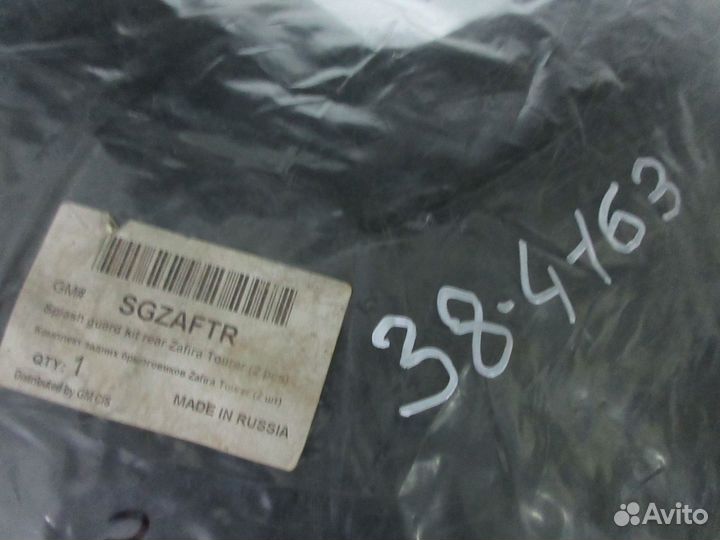 GM#
SGZAFTR
Splash guard kit rear Zafira Tourer (2 pcs)
Комплект задних брызговиков Zafira Tourer (2 шт)
QTY: 1
Distributed by GM CIS
MADE IN RUSSIA
38.4163
Avito